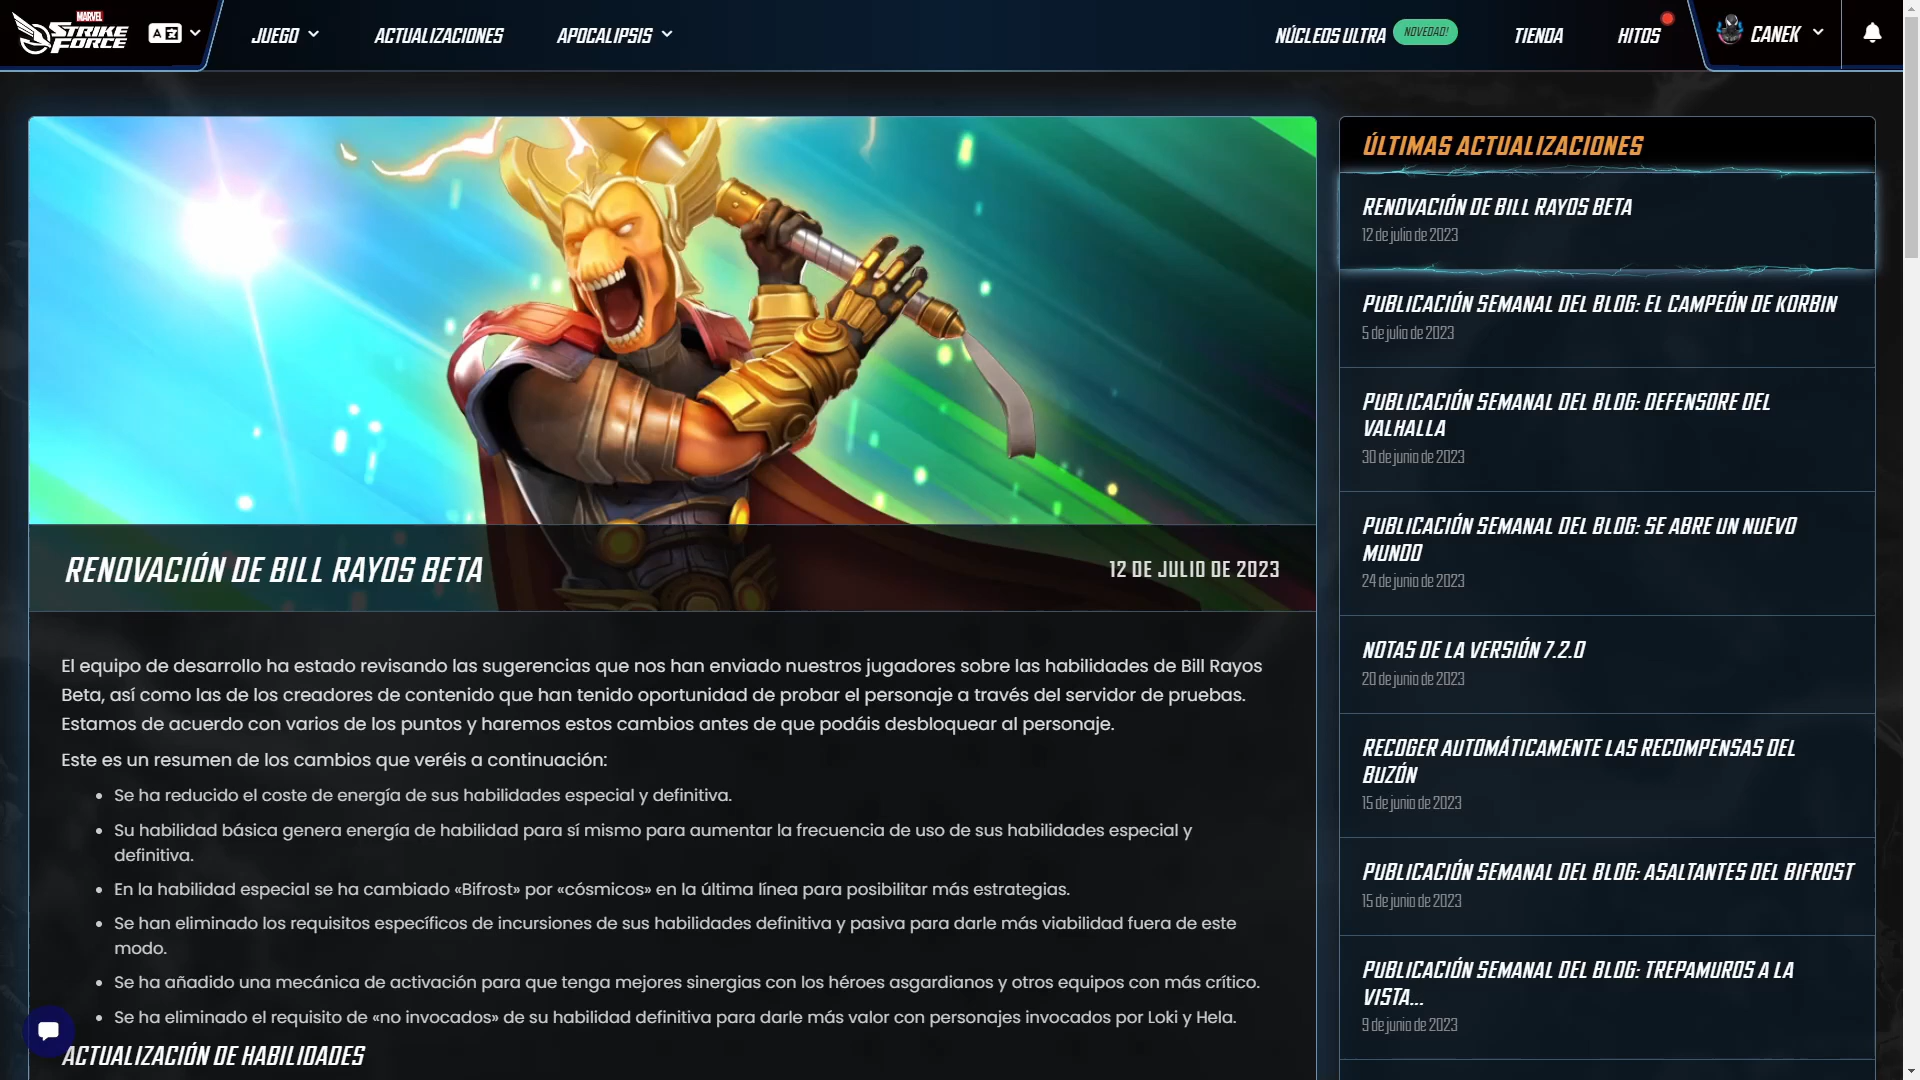 MARVEL
STRIKE
FORCE
JUEGO
ACTUALIZACIONES
APOCALIPSIS
NÚCLEOS ULTRA
NOVEDAD!
TIENDA
HITOS
CANEK
RENOVACIÓN DE BILL RAYOS BETA
12 DE JULIO DE 2023
El equipo de desarrollo ha estado revisando las sugerencias que nos han enviado nuestros jugadores sobre las habilidades de Bill Rayos
Beta, así como las de los creadores de contenido que han tenido oportunidad de probar el personaje a través del servidor de pruebas.
Estamos de acuerdo con varios de los puntos y haremos estos cambios antes de que podáis desbloquear al personaje.
Este es un resumen de los cambios que veréis a continuación:
• Se ha reducido el coste de energía de sus habilidades especial y definitiva.
• Su habilidad básica genera energía de habilidad para sí mismo para aumentar la frecuencia de uso de sus habilidades especial y
definitiva.
• En la habilidad especial se ha cambiado «Bifrost» por «cósmicos» en la última línea para posibilitar más estrategias.
• Se han eliminado los requisitos específicos de incursiones de sus habilidades definitiva y pasiva para darle más viabilidad fuera de este
modo.
• Se ha añadido una mecánica de activación para que tenga mejores sinergias con los héroes asgardianos y otros equipos con más crítico.
• Se ha eliminado el requisito de «no invocados» de su habilidad definitiva para darle más valor con personajes invocados por Loki y Hela.
ACTUALIZACIÓN DE HABILIDADES
ÚLTIMAS ACTUALIZACIONES
RENOVACIÓN DE BILL RAYOS BETA
12 de julio de 2023
PUBLICACIÓN SEMANAL DEL BLOG: EL CAMPEÓN DE KORBIN
5 de julio de 2023
PUBLICACIÓN SEMANAL DEL BLOG: DEFENSORE DEL
VALHALLA
30 de junio de 2023
PUBLICACIÓN SEMANAL DEL BLOG: SE ABRE UN NUEVO
MUNDO
24 de junio de 2023
NOTAS DE LA VERSIÓN 7.2.0
20 de junio de 2023
RECOGER AUTOMÁTICAMENTE LAS RECOMPENSAS DEL
BUZÓN
15 de junio de 2023
PUBLICACIÓN SEMANAL DEL BLOG: ASALTANTES DEL BIFROST
15 de junio de 2023
PUBLICACIÓN SEMANAL DEL BLOG: TREPAMUROS A LA
VISTA...
9 de junio de 2023